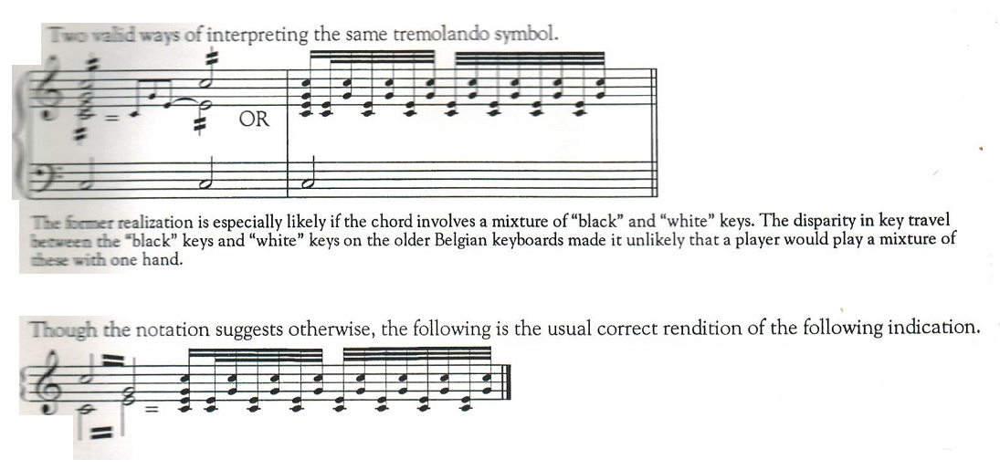 Two valid ways of interpreting the same tremolando symbol.
=
OR
The former realization is especially likely if the chord involves a mixture of “black” and “white” keys. The disparity in key travel
between the “black” keys and “white” keys on the older Belgian keyboards made it unlikely that a player would play a mixture of
these with one hand.
Though the notation suggests otherwise, the following is the usual correct rendition of the following indication.
=